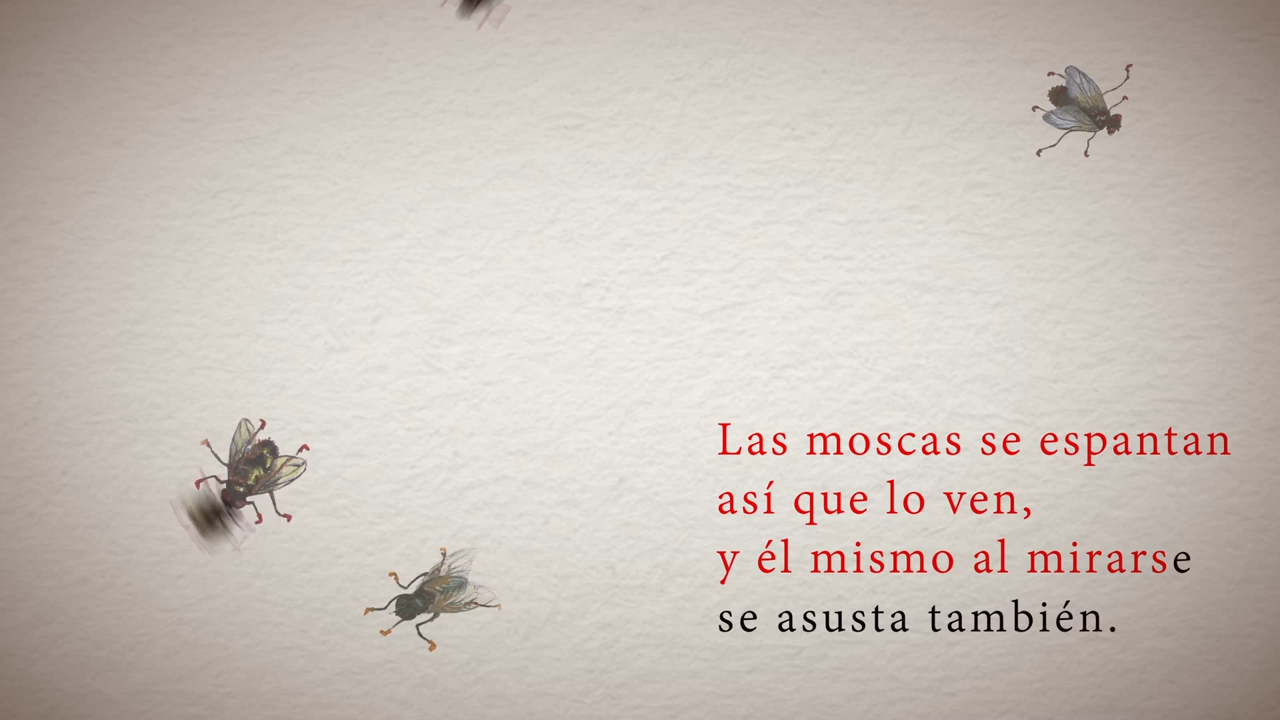 Las moscas se espantan
así que lo ven,
y él mismo al mirarse
se asusta también.